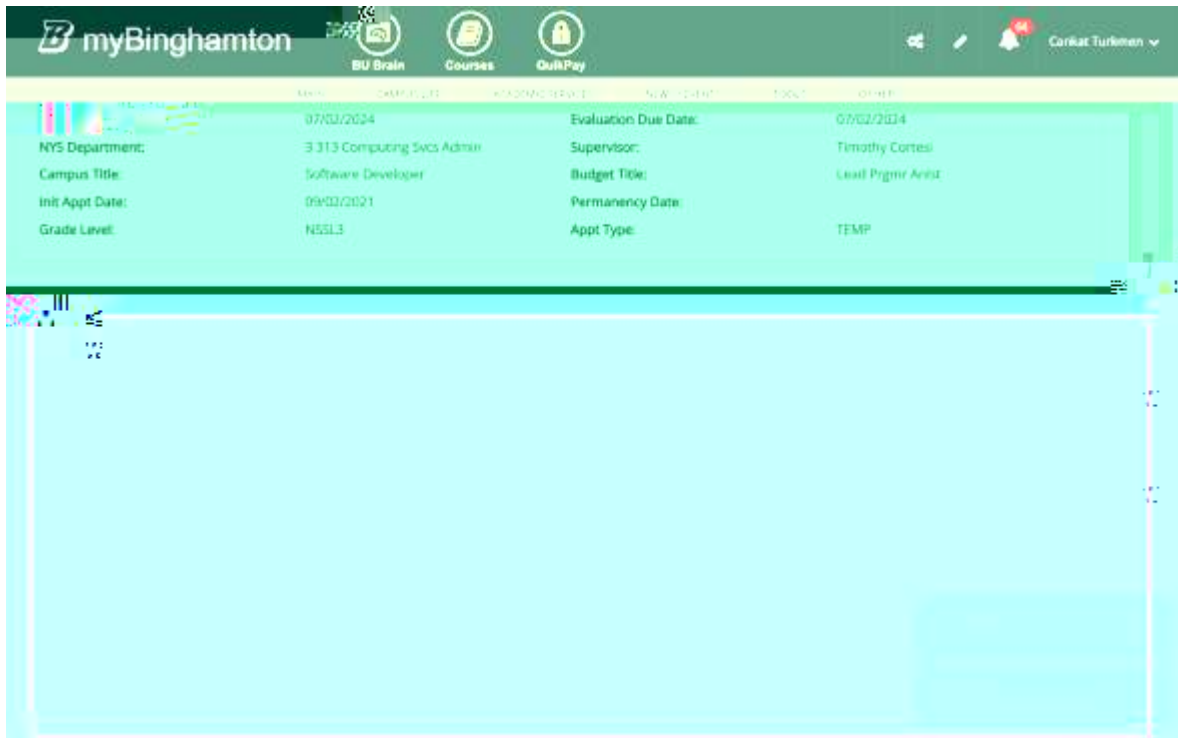 myBinghamton
BU Brain Courses QuikPay
Cankat Turkmen
07/02/2024 Evaluation Due Date: 07/02/2024
NYS Department: 3 313 Computing Svcs Admin Supervisor: Timothy Cortesi
Campus Title: Software Developer Budget Title: Lead Prgmr Anlst
Init Appt Date: 09/02/2021 Permanency Date:
Grade Level: NSSL3 Appt Type: TEMP